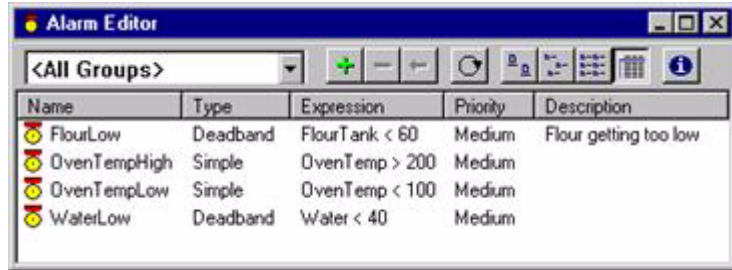 Alarm Editor
<All Groups>
Name Type Expression Priority Description
FlourLow Deadband FlourTank < 60 Medium Flour getting too low
OvenTempHigh Simple OvenTemp > 200 Medium
OvenTempLow Simple OvenTemp < 100 Medium
WaterLow Deadband Water < 40 Medium